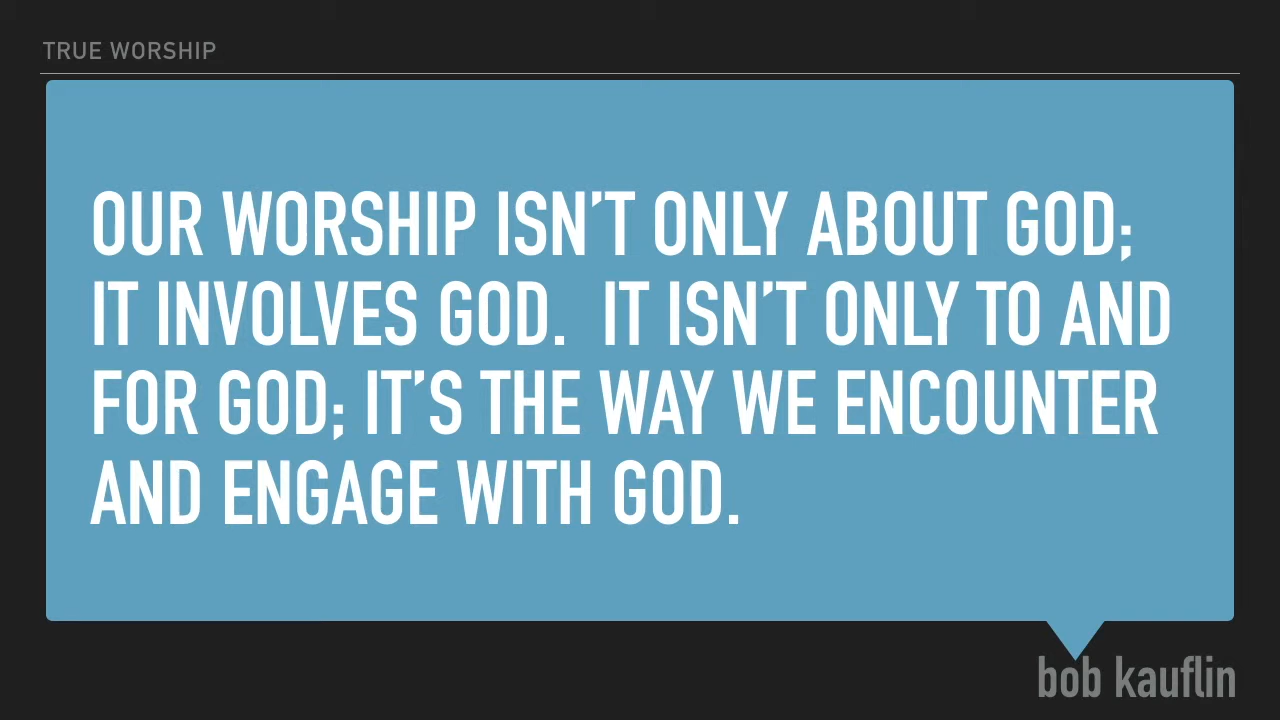 TRUE WORSHIP
OUR WORSHIP ISN’T ONLY ABOUT GOD;
IT INVOLVES GOD.  IT ISN’T ONLY TO AND
FOR GOD; IT’S THE WAY WE ENCOUNTER
AND ENGAGE WITH GOD.
bob kauflin